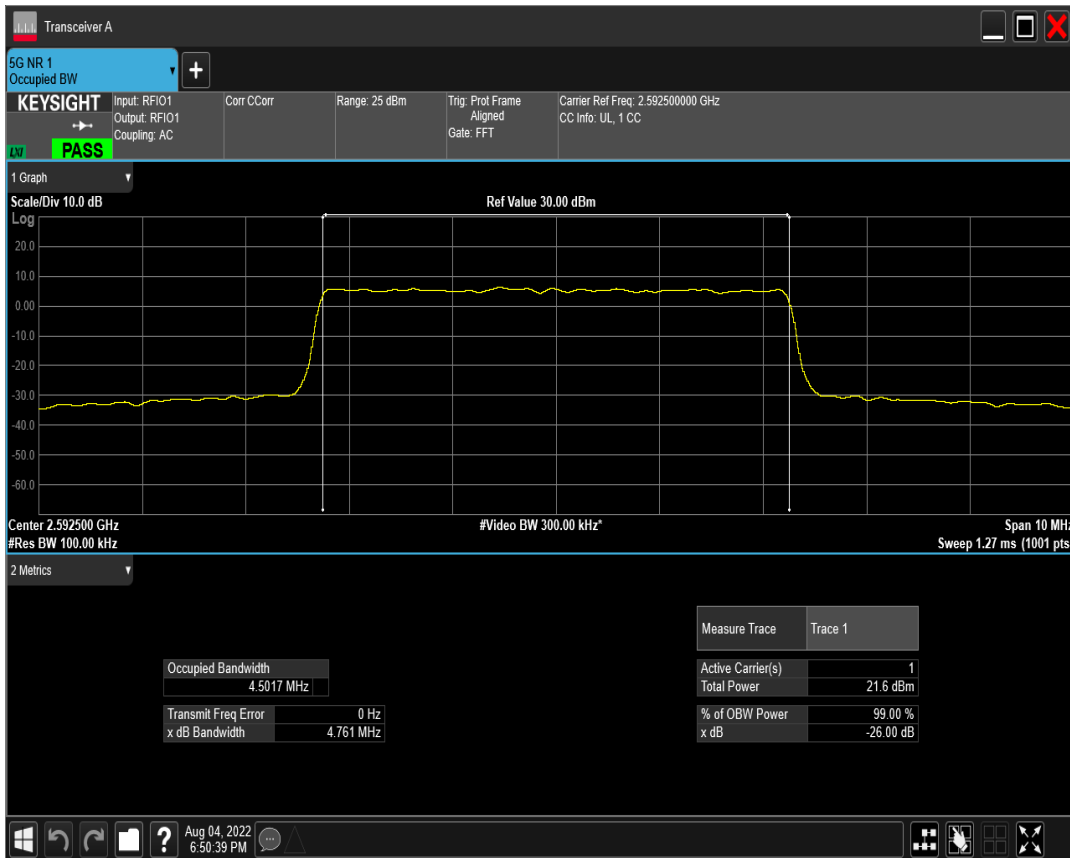 Transceiver A
5G NR 1
Occupied BW
+
KEYSIGHT
LXI
PASS
Input: RFIO1
Output: RFIO1
Coupling: AC
Corr CCorr
Range: 25 dBm
Trig: Prot Frame
Aligned
Gate: FFT
Carrier Ref Freq: 2.592500000 GHz
CC Info: UL, 1 CC
1 Graph
Scale/Div 10.0 dB
Ref Value 30.00 dBm
Log
20.0
10.0
0.00
-10.0
-20.0
-30.0
-40.0
-50.0
-60.0
Center 2.592500 GHz
#Video BW 300.00 kHz*
Span 10 MHz
#Res BW 100.00 kHz
Sweep 1.27 ms (1001 pts
2 Metrics
Measure Trace Trace 1
Occupied Bandwidth
4.5017 MHz
Active Carrier(s) 1
Total Power 21.6 dBm
Transmit Freq Error 0 Hz
x dB Bandwidth 4.761 MHz
% of OBW Power 99.00 %
x dB -26.00 dB
?
Aug 04, 2022
6:50:39 PM